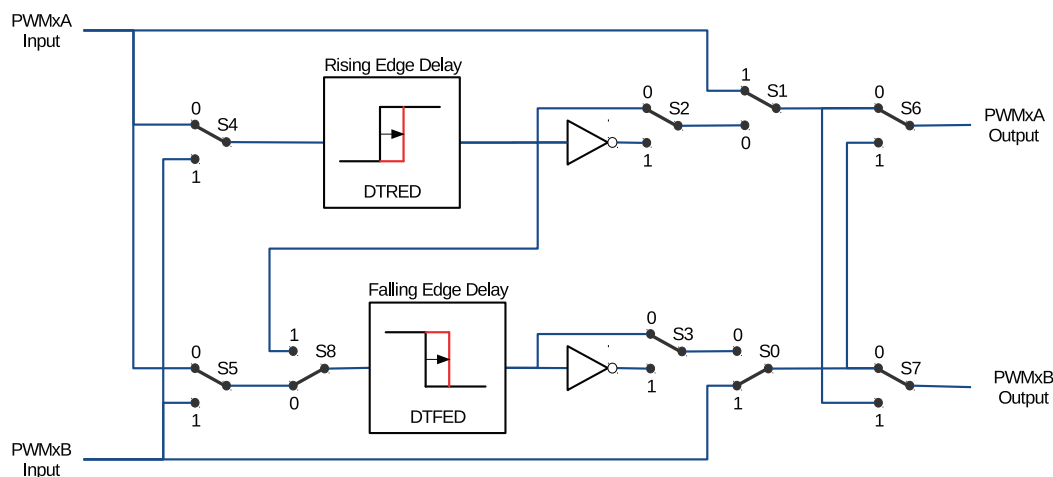 PWMxA
Input
Rising Edge Delay
DTRED
0
S4
1
0
S2
1
1
S1
0
0
S6
1
PWMxA
Output
Falling Edge Delay
DTFED
0
S5
1
1
S8
0
0
S3
1
0
S0
1
0
S7
1
PWMxB
Output
PWMxB
Input